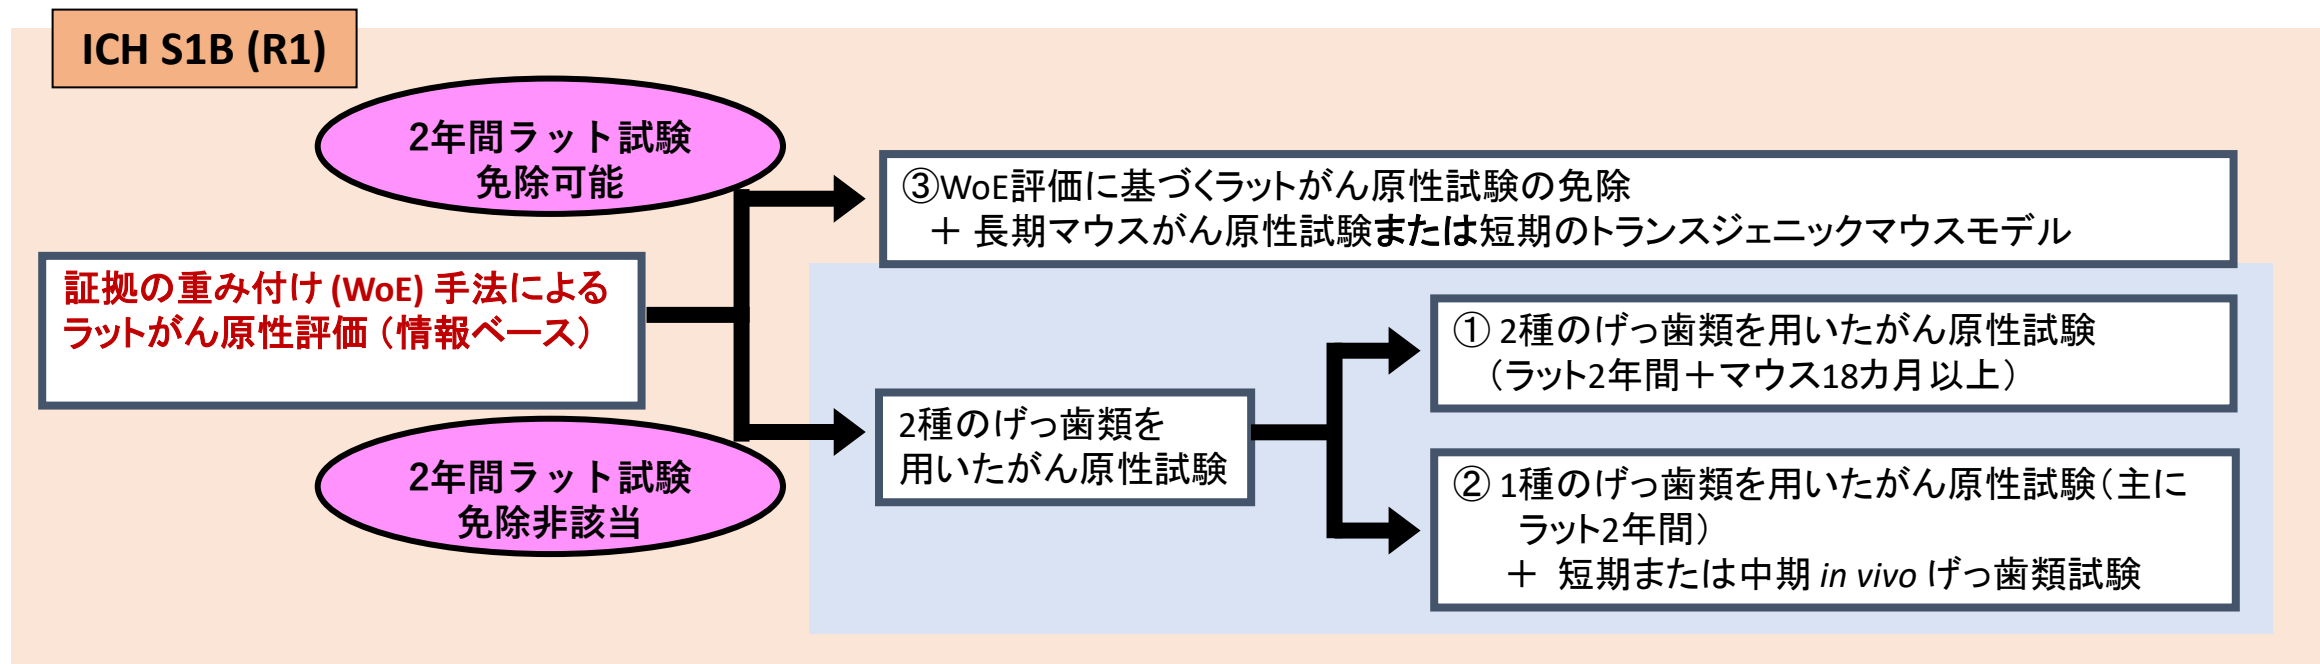 ICH S1B (R1)
2年間ラット試験
免除可能
③WoE評価に基づくラットがん原性試験の免除
＋ 長期マウスがん原性試験または短期のトランスジェニックマウスモデル
証拠の重み付け (WoE) 手法による
ラットがん原性評価（情報ベース）
2年間ラット試験
免除非該当
2種のげっ歯類を
用いたがん原性試験
① 2種のげっ歯類を用いたがん原性試験
（ラット2年間＋マウス18カ月以上）
② 1種のげっ歯類を用いたがん原性試験（主に
ラット2年間）
＋ 短期または中期 in vivo げっ歯類試験